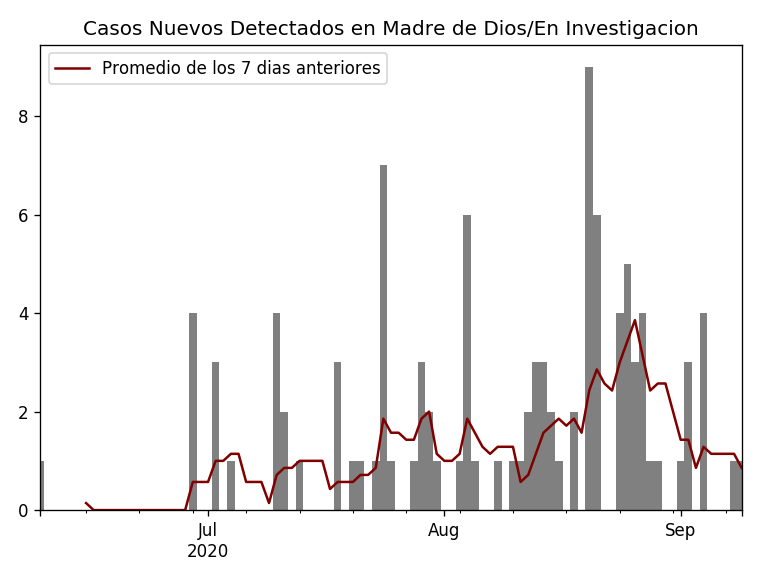 Casos Nuevos Detectados en Madre de Dios/En Investigacion
Promedio de los 7 dias anteriores
8
6
4
2
0
Jul
2020
Aug
Sep